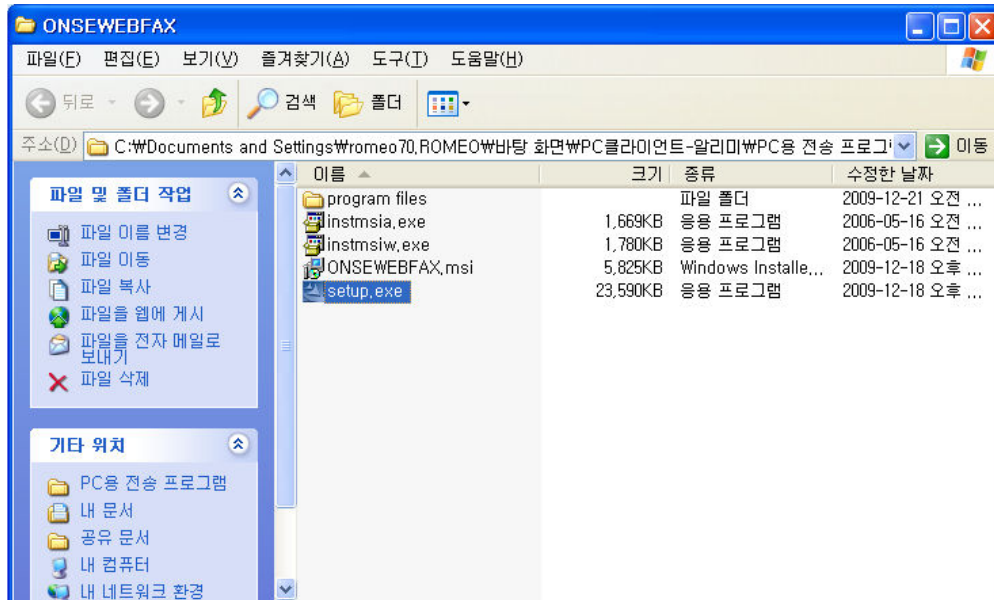 ONSEWEBFAX
파일(F) 편집(E) 보기(V) 즐겨찾기(A) 도구(T) 도움말(H)
뒤로 검색 폴더
주소(D) C:₩Documents and Settings₩romeo70.ROMEO₩바탕 화면₩PC클라이언트-알리미₩PC용 전송 프로그 이동
이름 크기 종류 수정한 날짜
program files 파일 폴더 2009-12-21 오전 ...
instmsia.exe 1,669KB 응용 프로그램 2006-05-16 오전 ...
instmsiw.exe 1,780KB 응용 프로그램 2006-05-16 오전 ...
ONSEWEBFAX.msi 5,825KB Windows Installe... 2009-12-18 오후 ...
setup.exe 23,590KB 응용 프로그램 2009-12-18 오후 ...
파일 및 폴더 작업
파일 이름 변경
파일 이동
파일 복사
파일을 웹에 게시
파일을 전자 메일로
보내기
파일 삭제
기타 위치
PC용 전송 프로그램
내 문서
공유 문서
내 컴퓨터
내 네트워크 환경